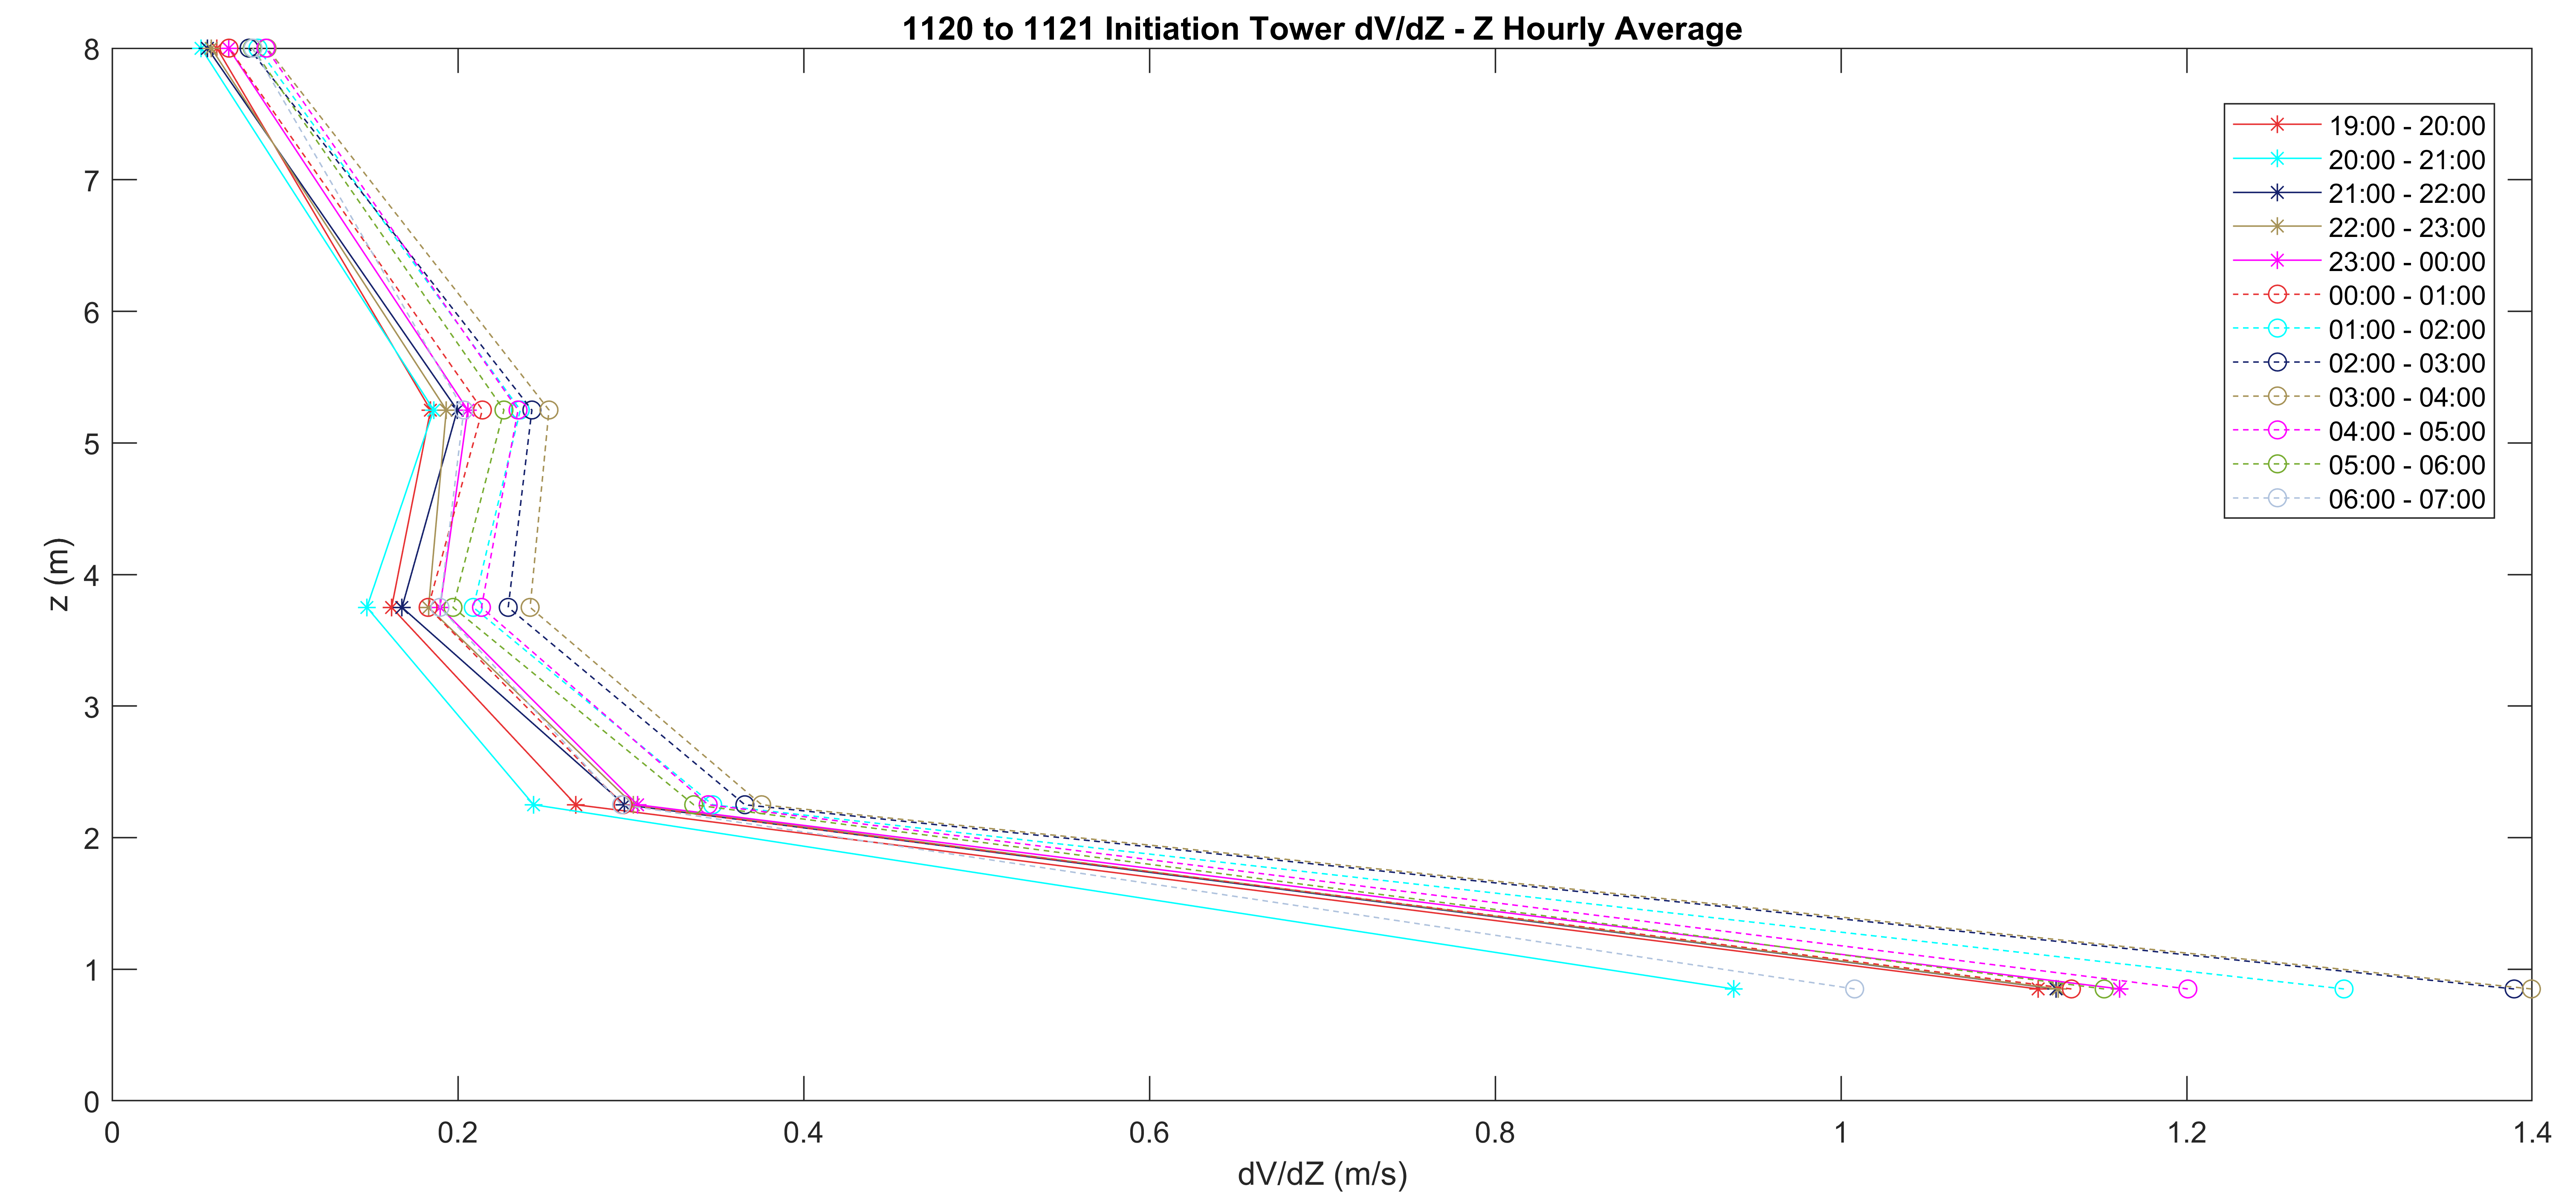 1120 to 1121 Initiation Tower dV/dZ - Z Hourly Average
8
7
6
5
4
3
2
1
0
z (m)
19:00 - 20:00
20:00 - 21:00
21:00 - 22:00
22:00 - 23:00
23:00 - 00:00
00:00 - 01:00
01:00 - 02:00
02:00 - 03:00
03:00 - 04:00
04:00 - 05:00
05:00 - 06:00
06:00 - 07:00
0 0.2 0.4 0.6 0.8 1 1.2 1.4
dV/dZ (m/s)